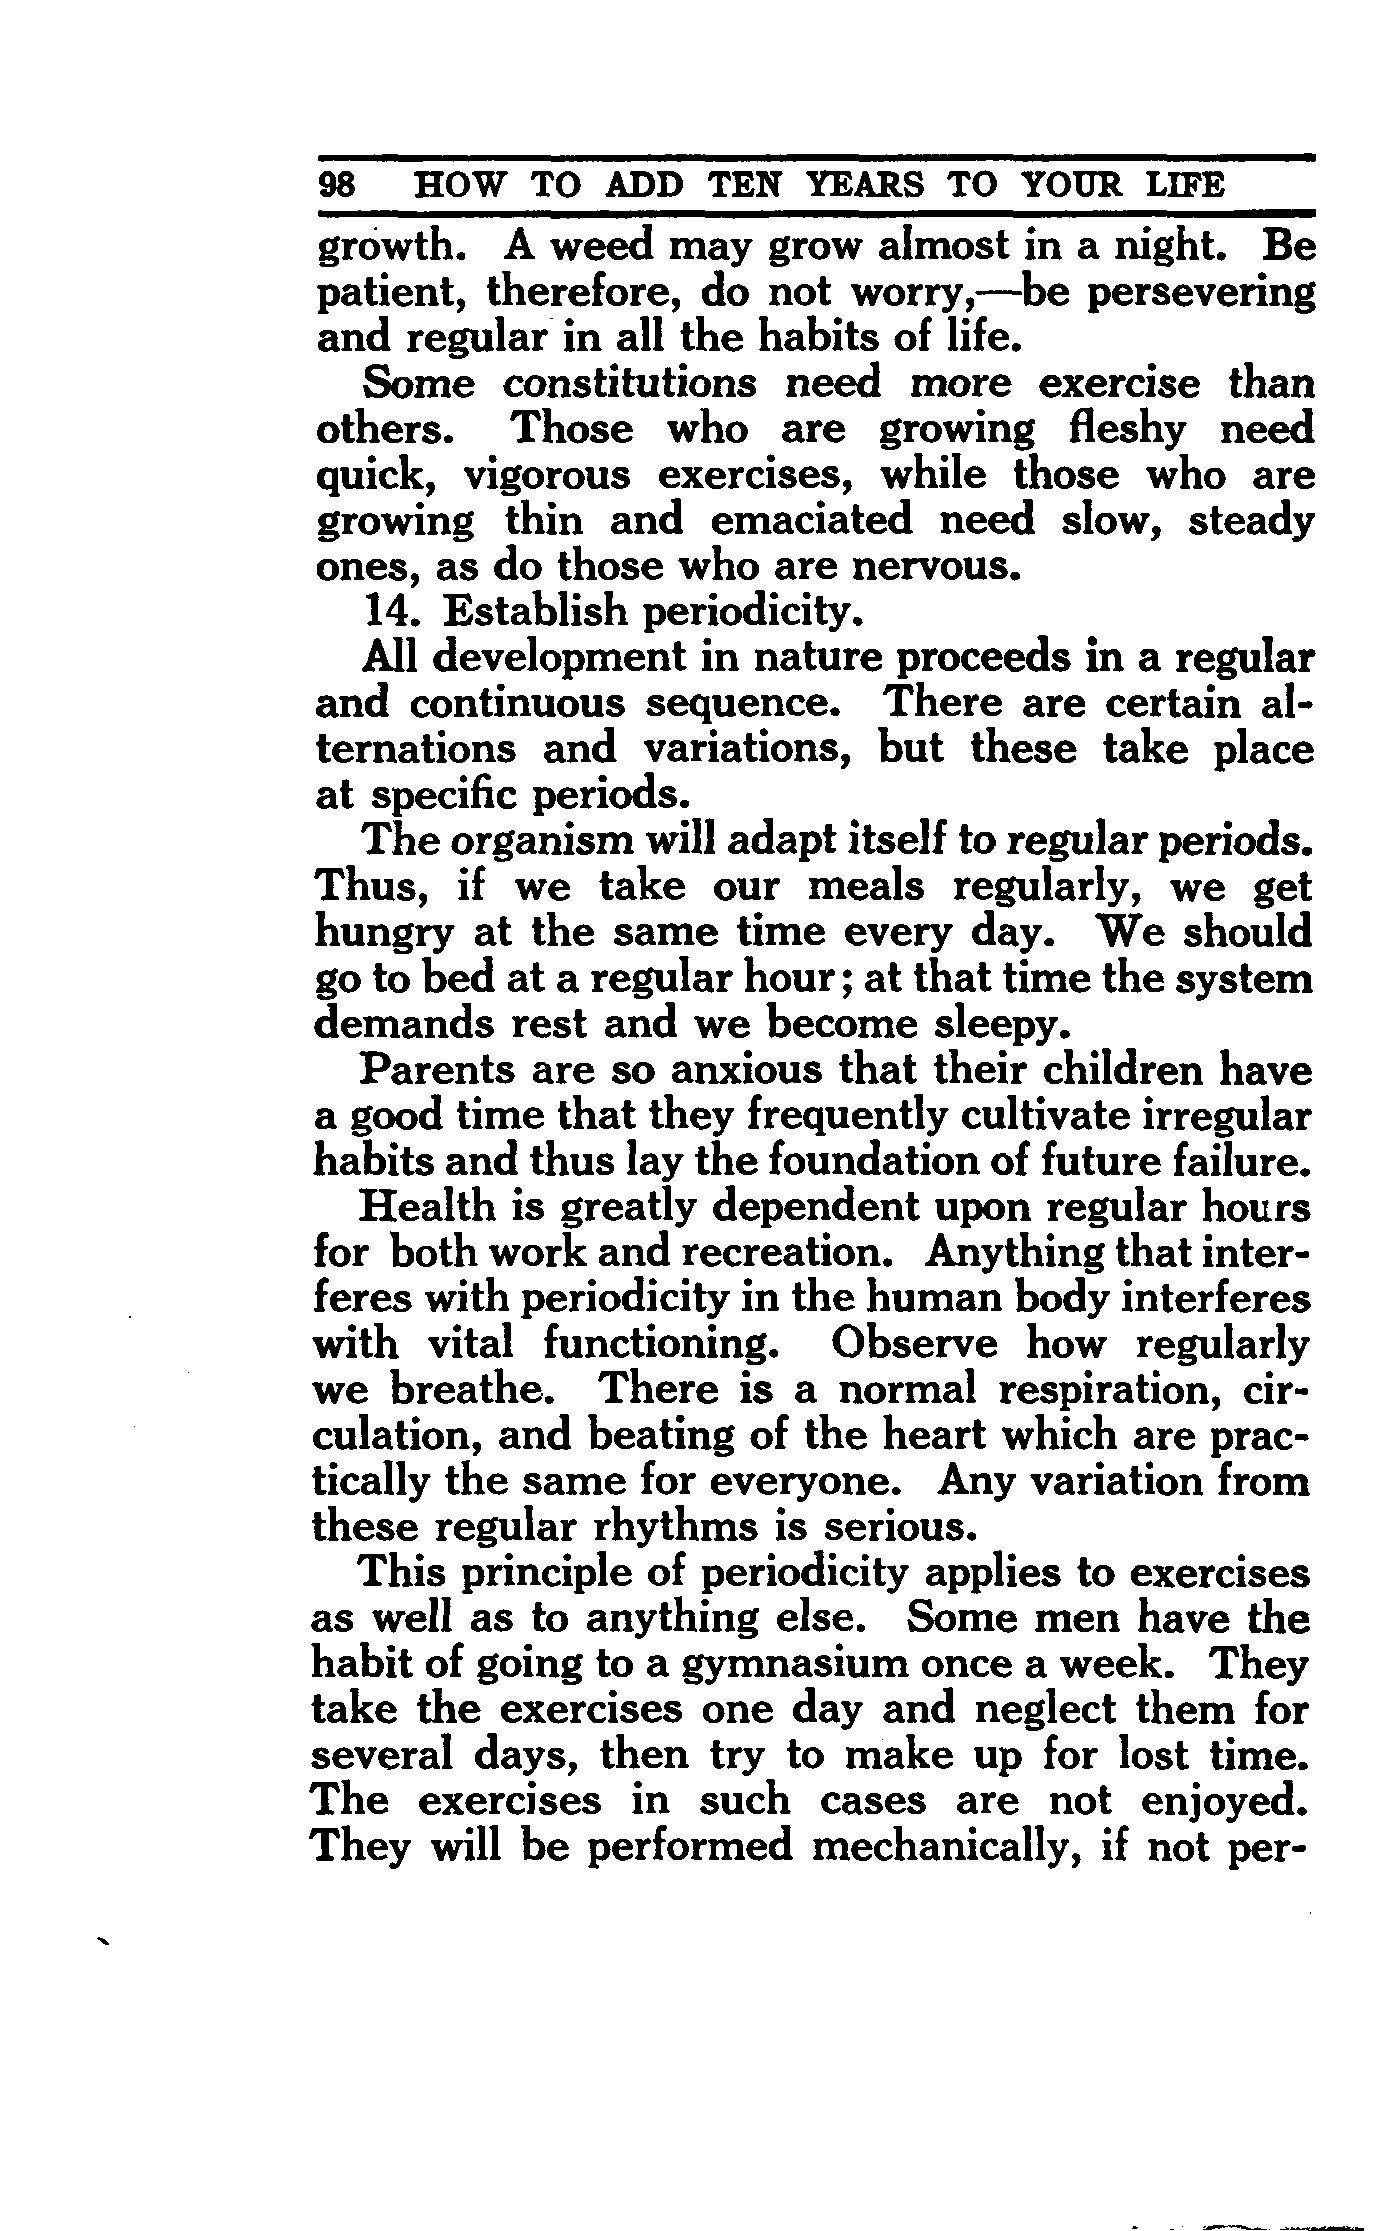 98 HOW TO ADD TEN YEARS TO YOUR LIFE
growth. A weed may grow almost in a night. Be
patient, therefore, do not worry,—be persevering
and regular in all the habits of life.
Some constitutions need more exercise than
others. Those who are growing fleshy need
quick, vigorous exercises, while those who are
growing thin and emaciated need slow, steady
ones, as do those who are nervous.
14. Establish periodicity.
All development in nature proceeds in a regular
and continuous sequence. There are certain al-
ternations and variations, but these take place
at specific periods.
The organism will adapt itself to regular periods.
Thus, if we take our meals regularly, we get
hungry at the same time every day. We should
go to bed at a regular hour; at that time the system
demands rest and we become sleepy.
Parents are so anxious that their children have
a good time that they frequently cultivate irregular
habits and thus lay the foundation of future failure.
Health is greatly dependent upon regular hours
for both work and recreation. Anything that inter-
feres with periodicity in the human body interferes
with vital functioning. Observe how regularly
we breathe. There is a normal respiration, cir-
culation, and beating of the heart which are prac-
tically the same for everyone. Any variation from
these regular rhythms is serious.
This principle of periodicity applies to exercises
as well as to anything else. Some men have the
habit of going to a gymnasium once a week. They
take the exercises one day and neglect them for
several days, then try to make up for lost time.
The exercises in such cases are not enjoyed.
They will be performed mechanically, if not per-